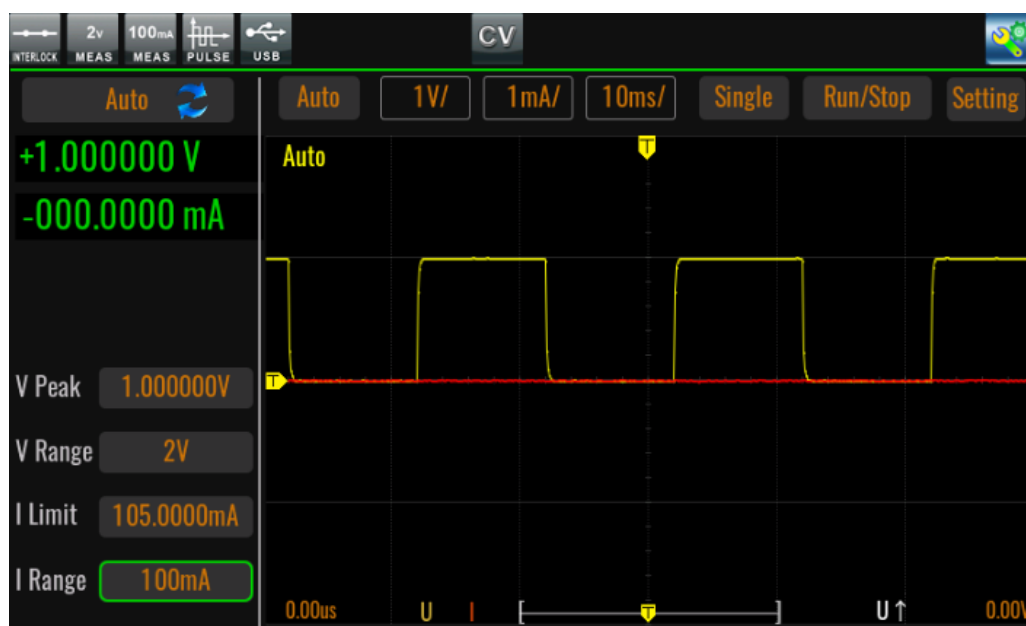 2V 100mA CV
INTERLOCK MEAS MEAS PULSE USB
Auto Auto 1V/ 1mA/ 10ms/ Single Run/Stop Setting
+1.000000 V
Auto T
-000.0000 mA
T
V Peak 1.000000V
V Range 2V
I Limit 105.0000mA
I Range 100mA
0.00us U I [ T ] U↑ 0.00V